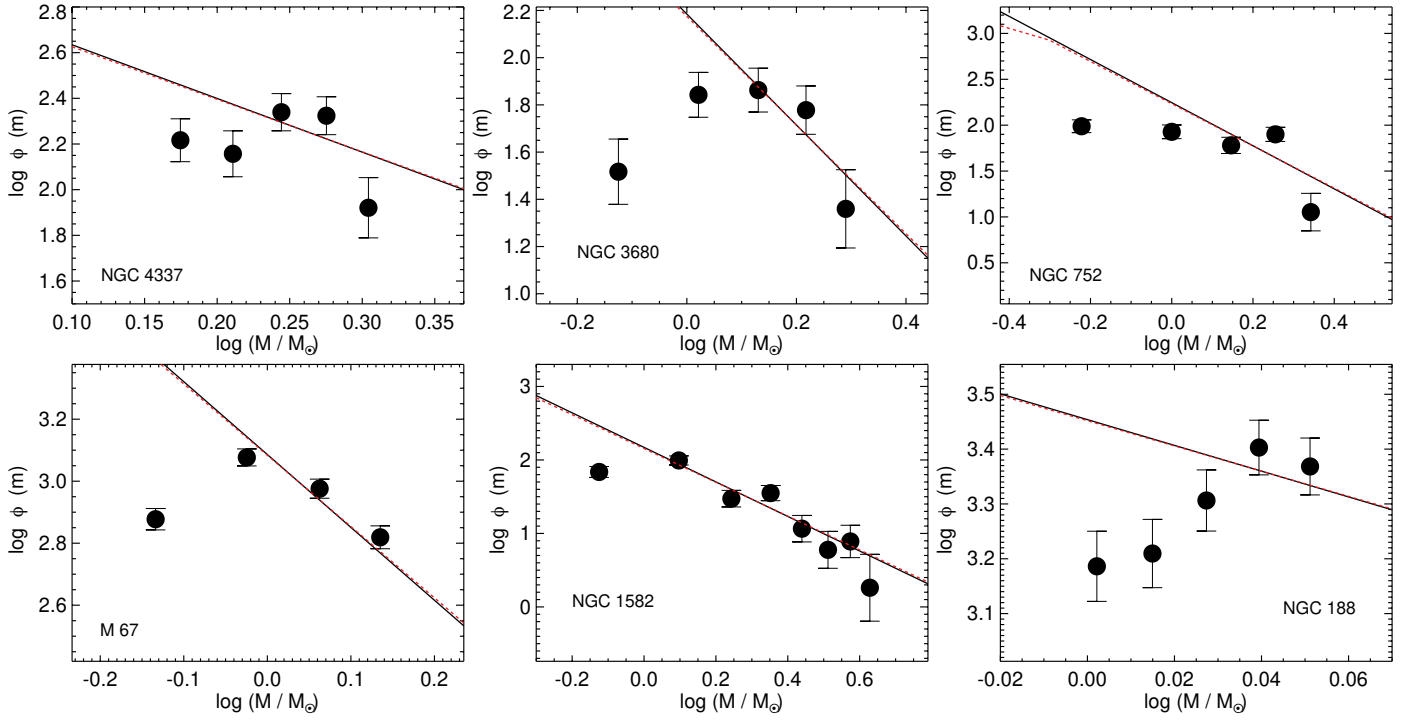 2.8
2.6
2.4
2.2
2.0
1.8
1.6
log ϕ (m)
NGC 4337
0.10 0.15 0.20 0.25 0.30 0.35
log (M / M☉)
2.2
2.0
1.8
1.6
1.4
1.2
1.0
log ϕ (m)
NGC 3680
-0.2 0.0 0.2 0.4
log (M / M☉)
3.0
2.5
2.0
1.5
1.0
0.5
log ϕ (m)
NGC 752
-0.4 -0.2 0.0 0.2 0.4
log (M / M☉)
3.2
3.0
2.8
2.6
log ϕ (m)
M 67
-0.2 -0.1 0.0 0.1 0.2
log (M / M☉)
3
2
1
0
log ϕ (m)
NGC 1582
-0.2 0.0 0.2 0.4 0.6
log (M / M☉)
3.5
3.4
3.3
3.2
3.1
log ϕ (m)
NGC 188
-0.02 0.00 0.02 0.04 0.06
log (M / M☉)